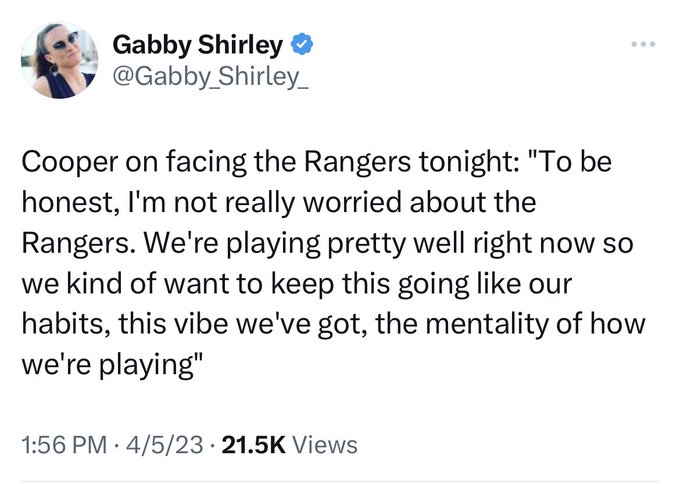 Gabby Shirley
@Gabby_Shirley_
Cooper on facing the Rangers tonight: "To be
honest, I'm not really worried about the
Rangers. We're playing pretty well right now so
we kind of want to keep this going like our
habits, this vibe we've got, the mentality of how
we're playing"
1:56 PM · 4/5/23 · 21.5K Views